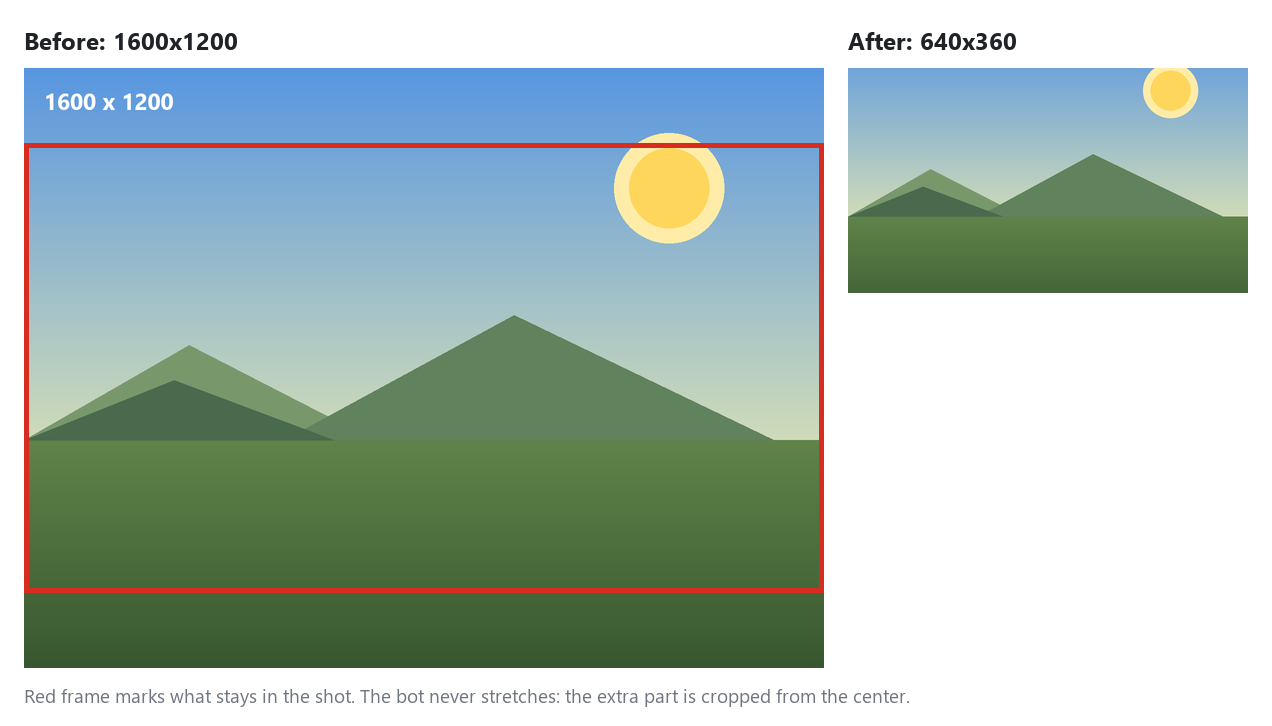 Before: 1600x1200
After: 640x360
1600 x 1200
Red frame marks what stays in the shot. The bot never stretches: the extra part is cropped from the center.